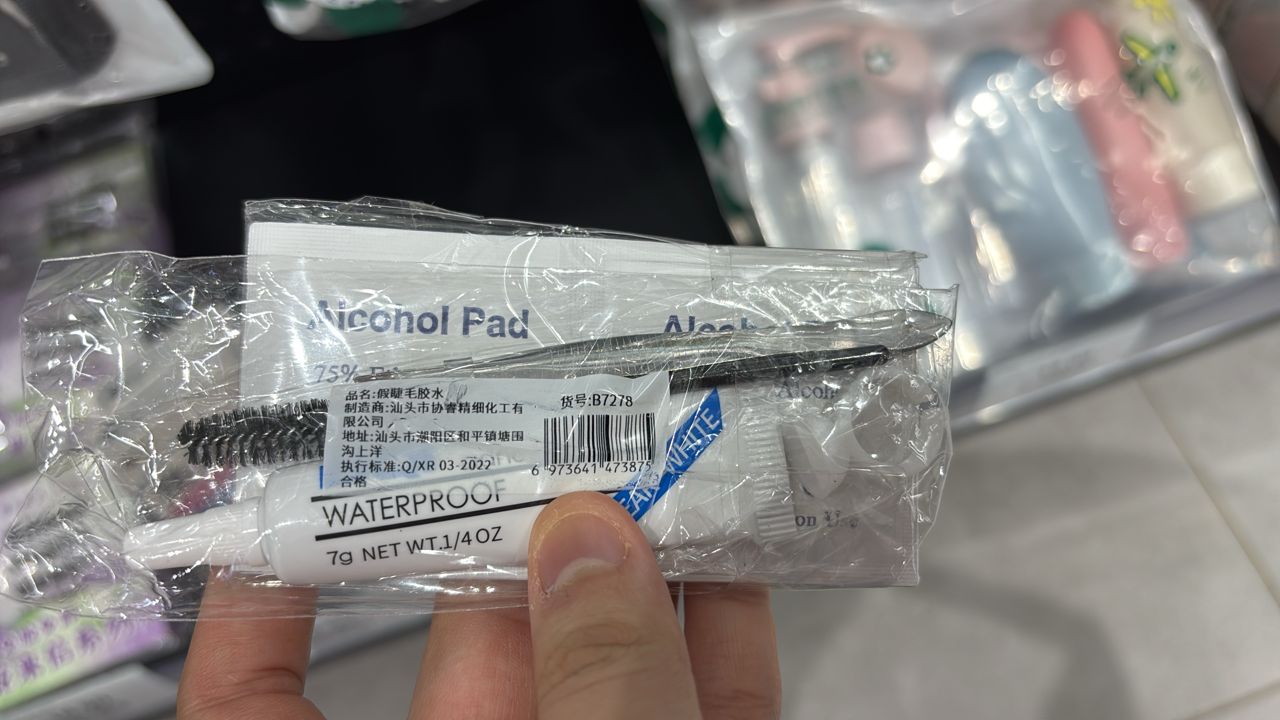 Alcohol Pad
75%
品名:假睫毛胶水
制造商:汕头市协睿精细化工有
限公司
地址:汕头市潮阳区和平镇塘围
沟上洋
执行标准:Q/XR 03-2022
合格
货号:B7278
6 973641 473875
WHITE
WATERPROOF
7g NET WT.1/4OZ